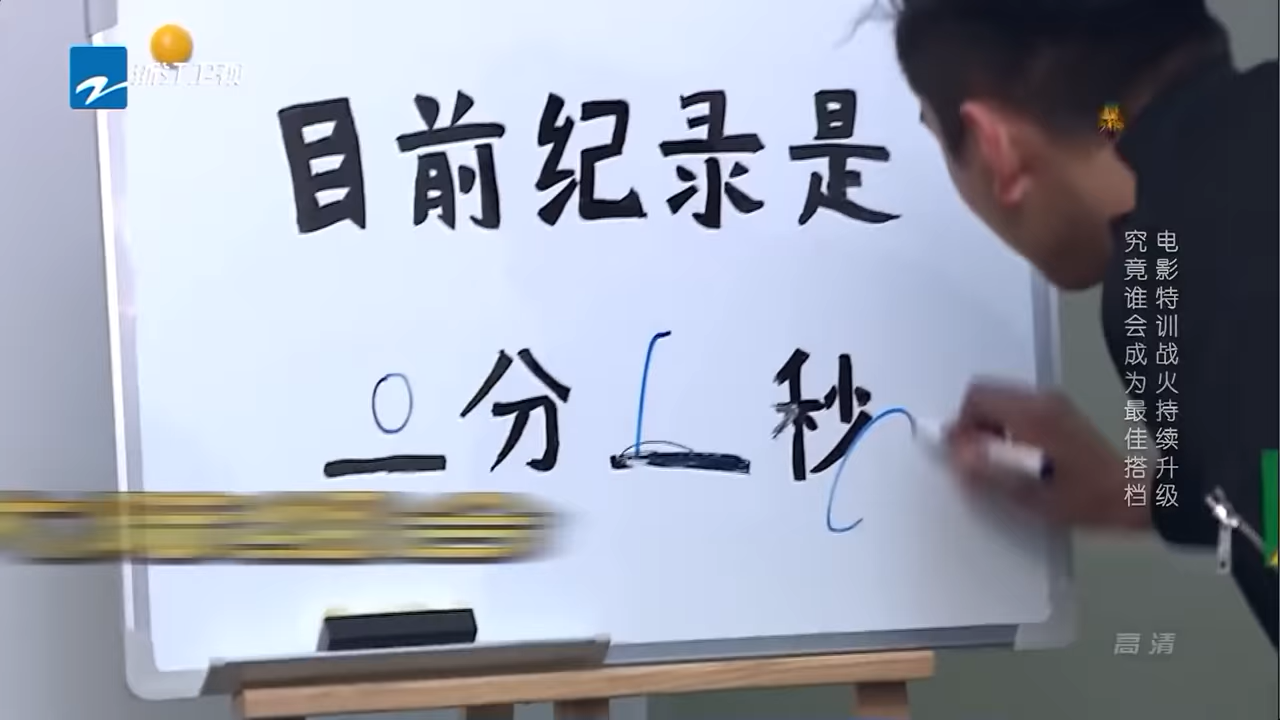 浙江卫视
目前纪录是
0分 秒
电影特训战火持续升级
究竟谁会成为最佳搭档
高清